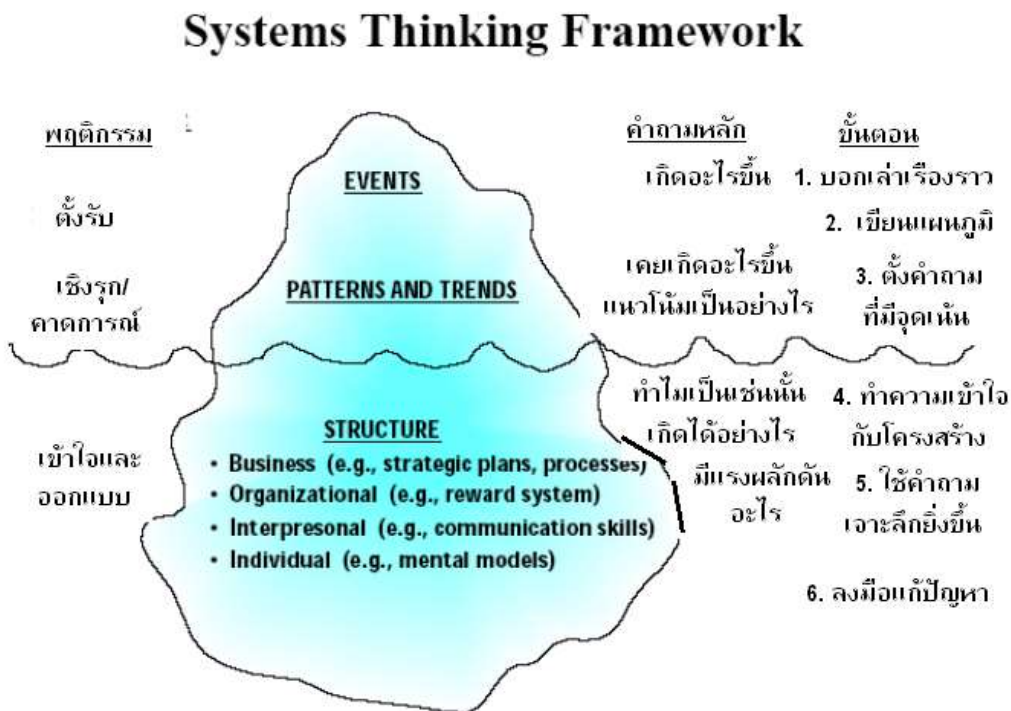 Systems Thinking Framework
พฤติกรรม
ตั้งรับ
เชิงรุก/
คาดการณ์
เข้าใจและ
ออกแบบ
EVENTS
PATTERNS AND TRENDS
STRUCTURE
• Business (e.g., strategic plans, processes)
• Organizational (e.g., reward system)
• Interpresonal (e.g., communication skills)
• Individual (e.g., mental models)
คำถามหลัก
เกิดอะไรขึ้น
เคยเกิดอะไรขึ้น
แนวโน้มเป็นอย่างไร
ทำไมเป็นเช่นนั้น
เกิดได้อย่างไร
มีแรงผลักดัน
อะไร
ขั้นตอน
1. บอกเล่าเรื่องราว
2. เขียนแผนภูมิ
3. ตั้งคำถาม
ที่มีจุดเน้น
4. ทำความเข้าใจ
กับโครงสร้าง
5. ใช้คำถาม
เจาะลึกยิ่งขึ้น
6. ลงมือแก้ปัญหา